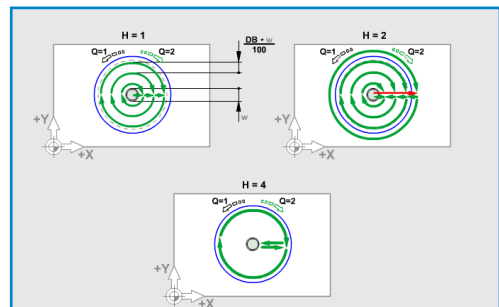 H = 1
Q=1 Q=2
DB * w
100
w
+Y
+X
H = 2
Q=1 Q=2
+Y
+X
H = 4
Q=1 Q=2
+Y
+X